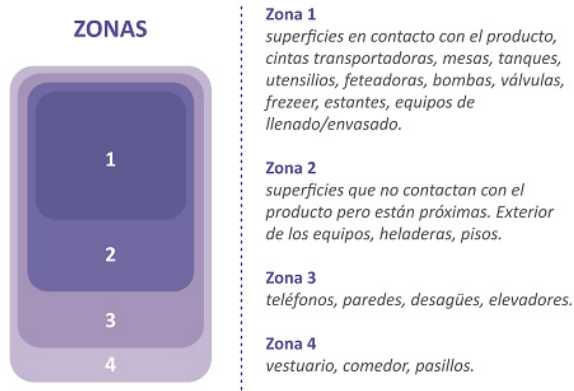 ZONAS
1
2
3
4
Zona 1
superficies en contacto con el producto,
cintas transportadoras, mesas, tanques,
utensilios, feteadoras, bombas, válvulas,
frezeer, estantes, equipos de
llenado/envasado.
Zona 2
superficies que no contactan con el
producto pero están próximas. Exterior
de los equipos, heladeras, pisos.
Zona 3
teléfonos, paredes, desagües, elevadores.
Zona 4
vestuario, comedor, pasillos.